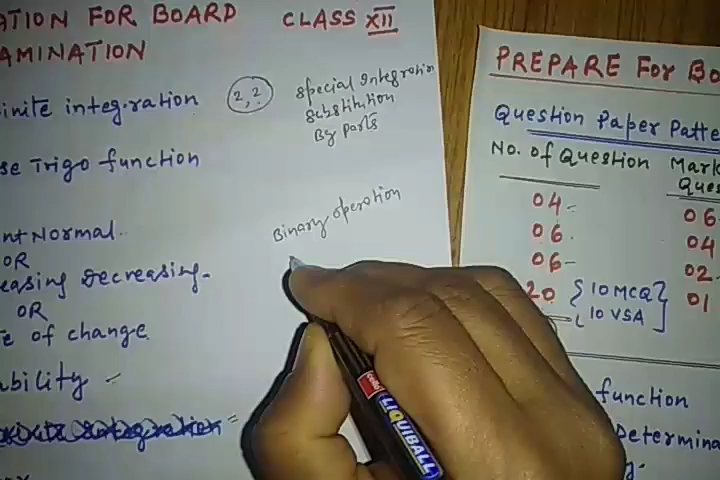 ATION FOR BOARD CLASS XII
AMINATION
inite integration 2,2 Special Integration
Substitution
By Parts
se Trigo function
Binary operation
nt Normal
OR
easing Decreasing
OR
e of change
ability
PREPARE For Bo
Question Paper Patte
No. of Question Mark
Ques
04 06
06 04
06 02
20 { 10 MCQ } 01
10 VSA
function
Determina
cello LIQUIBALL